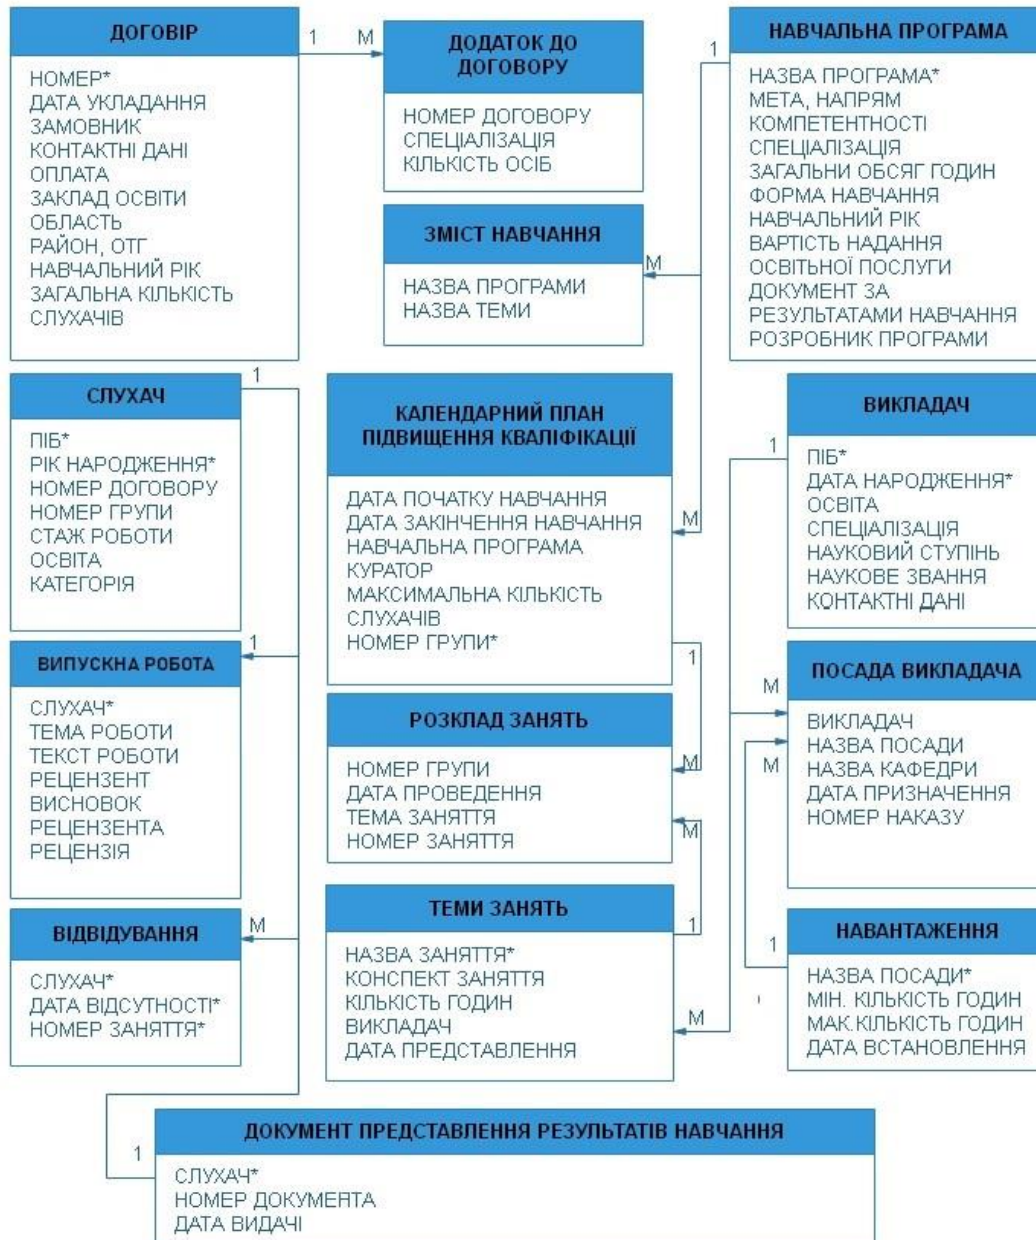 ДОГОВІР
НОМЕР*
ДАТА УКЛАДАННЯ
ЗАМОВНИК
КОНТАКТНІ ДАНІ
ОПЛАТА
ЗАКЛАД ОСВІТИ
ОБЛАСТЬ
РАЙОН, ОТГ
НАВЧАЛЬНИЙ РІК
ЗАГАЛЬНА КІЛЬКІСТЬ
СЛУХАЧІВ
1
М
ДОДАТОК ДО
ДОГОВОРУ
НОМЕР ДОГОВОРУ
СПЕЦІАЛІЗАЦІЯ
КІЛЬКІСТЬ ОСІБ
ЗМІСТ НАВЧАННЯ
НАЗВА ПРОГРАМИ
НАЗВА ТЕМИ
М
1
НАВЧАЛЬНА ПРОГРАМА
НАЗВА ПРОГРАМА*
МЕТА, НАПРЯМ
КОМПЕТЕНТНОСТІ
СПЕЦІАЛІЗАЦІЯ
ЗАГАЛЬНИ ОБСЯГ ГОДИН
ФОРМА НАВЧАННЯ
НАВЧАЛЬНИЙ РІК
ВАРТІСТЬ НАДАННЯ
ОСВІТЬНОЇ ПОСЛУГИ
ДОКУМЕНТ ЗА
РЕЗУЛЬТАТАМИ НАВЧАННЯ
РОЗРОБНИК ПРОГРАМИ
СЛУХАЧ
ПІБ*
РІК НАРОДЖЕННЯ*
НОМЕР ДОГОВОРУ
НОМЕР ГРУПИ
СТАЖ РОБОТИ
ОСВІТА
КАТЕГОРІЯ
1
КАЛЕНДАРНИЙ ПЛАН
ПІДВИЩЕННЯ КВАЛІФІКАЦІЇ
ДАТА ПОЧАТКУ НАВЧАННЯ
ДАТА ЗАКІНЧЕННЯ НАВЧАННЯ
НАВЧАЛЬНА ПРОГРАМА
КУРАТОР
МАКСИМАЛЬНА КІЛЬКІСТЬ
СЛУХАЧІВ
НОМЕР ГРУПИ*
М
1
1
ВИКЛАДАЧ
ПІБ*
ДАТА НАРОДЖЕННЯ*
ОСВІТА
СПЕЦІАЛІЗАЦІЯ
НАУКОВИЙ СТУПІНЬ
НАУКОВЕ ЗВАННЯ
КОНТАКТНІ ДАНІ
1
ВИПУСКНА РОБОТА
СЛУХАЧ*
ТЕМА РОБОТИ
ТЕКСТ РОБОТИ
РЕЦЕНЗЕНТ
ВИСНОВОК
РЕЦЕНЗЕНТА
РЕЦЕНЗІЯ
РОЗКЛАД ЗАНЯТЬ
НОМЕР ГРУПИ
ДАТА ПРОВЕДЕННЯ
ТЕМА ЗАНЯТТЯ
НОМЕР ЗАНЯТТЯ
М
М
М
М
ПОСАДА ВИКЛАДАЧА
ВИКЛАДАЧ
НАЗВА ПОСАДИ
НАЗВА КАФЕДРИ
ДАТА ПРИЗНАЧЕННЯ
НОМЕР НАКАЗУ
М
ВІДВІДУВАННЯ
СЛУХАЧ*
ДАТА ВІДСУТНОСТІ*
НОМЕР ЗАНЯТТЯ*
ТЕМИ ЗАНЯТЬ
НАЗВА ЗАНЯТТЯ*
КОНСПЕКТ ЗАНЯТТЯ
КІЛЬКІСТЬ ГОДИН
ВИКЛАДАЧ
ДАТА ПРЕДСТАВЛЕННЯ
1
М
1
НАВАНТАЖЕННЯ
НАЗВА ПОСАДИ*
МІН. КІЛЬКІСТЬ ГОДИН
МАК.КІЛЬКІСТЬ ГОДИН
ДАТА ВСТАНОВЛЕННЯ
1
ДОКУМЕНТ ПРЕДСТАВЛЕННЯ РЕЗУЛЬТАТІВ НАВЧАННЯ
СЛУХАЧ*
НОМЕР ДОКУМЕНТА
ДАТА ВИДАЧІ